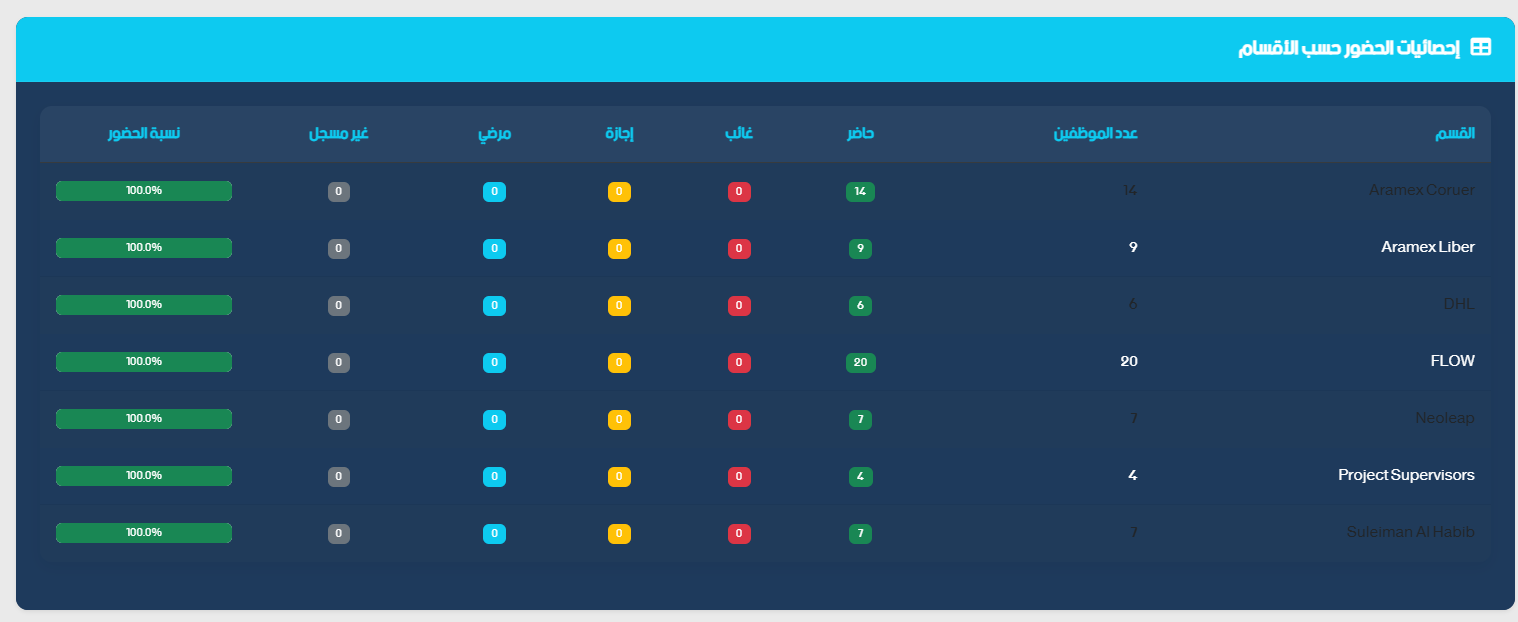 إحصائيات الحضور حسب الأقسام
القسم عدد الموظفين حاضر غائب إجازة مرضي غير مسجل نسبة الحضور
Aramex Coruer 14 14 0 0 0 0 100.0%
Aramex Liber 9 9 0 0 0 0 100.0%
DHL 6 6 0 0 0 0 100.0%
FLOW 20 20 0 0 0 0 100.0%
Neoleap 7 7 0 0 0 0 100.0%
Project Supervisors 4 4 0 0 0 0 100.0%
Suleiman Al Habib 7 7 0 0 0 0 100.0%